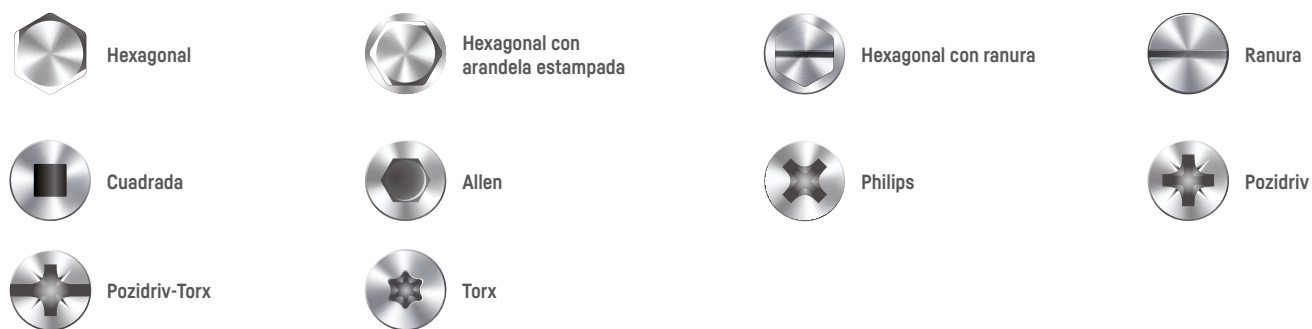 Hexagonal
Hexagonal con
arandela estampada
Hexagonal con ranura
Ranura
Cuadrada
Allen
Philips
Pozidriv
Pozidriv-Torx
Torx